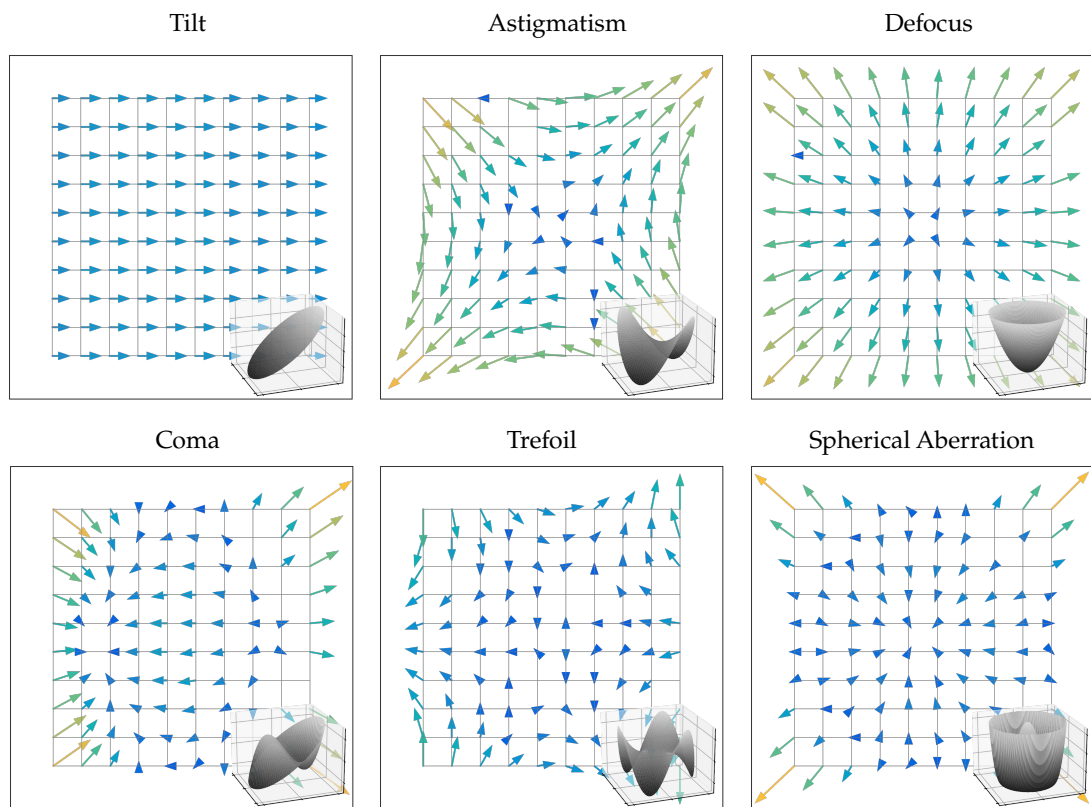 Tilt
Astigmatism
Defocus
Coma
Trefoil
Spherical Aberration